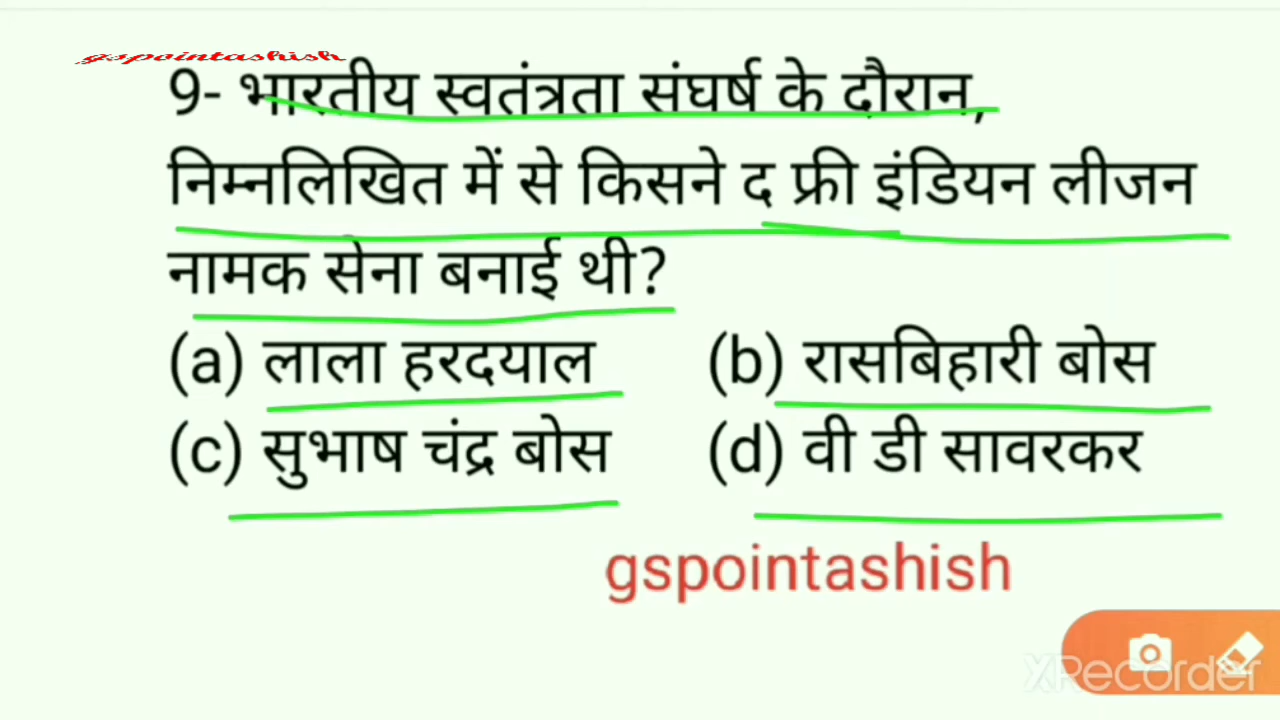 gspointashish
9- भारतीय स्वतंत्रता संघर्ष के दौरान,
निम्नलिखित में से किसने द फ्री इंडियन लीजन
नामक सेना बनाई थी?
(a) लाला हरदयाल (b) रासबिहारी बोस
(c) सुभाष चंद्र बोस (d) वी डी सावरकर
gspointashish
XRecorder